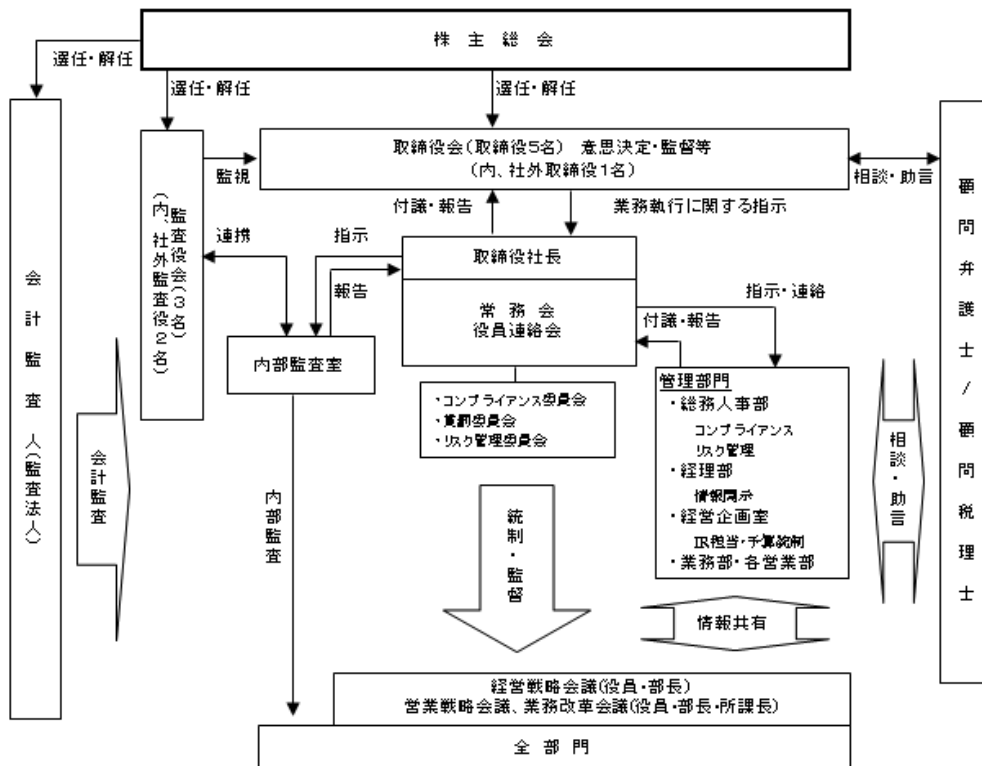 株主総会
選任・解任
選任・解任
選任・解任
取締役会(取締役5名) 意思決定・監督等
(内、社外取締役1名)
監視
相談・助言
監査役会(3名)
(内、社外監査役2名)
付議・報告
業務執行に関する指示
連携
指示
報告
取締役社長
常務会
役員連絡会
指示・連絡
付議・報告
内部監査室
・コンプライアンス委員会
・賞罰委員会
・リスク管理委員会
管理部門
・総務人事部
コンプライアンス
リスク管理
・経理部
情報開示
・経営企画室
IR担当・予算統制
・業務部・各営業部
会計監査人(監査法人)
会計監査
内部監査
統制・監督
情報共有
相談・助言
顧問弁護士/顧問税理士
経営戦略会議(役員・部長)
営業戦略会議、業務改革会議(役員・部長・所課長)
全部門